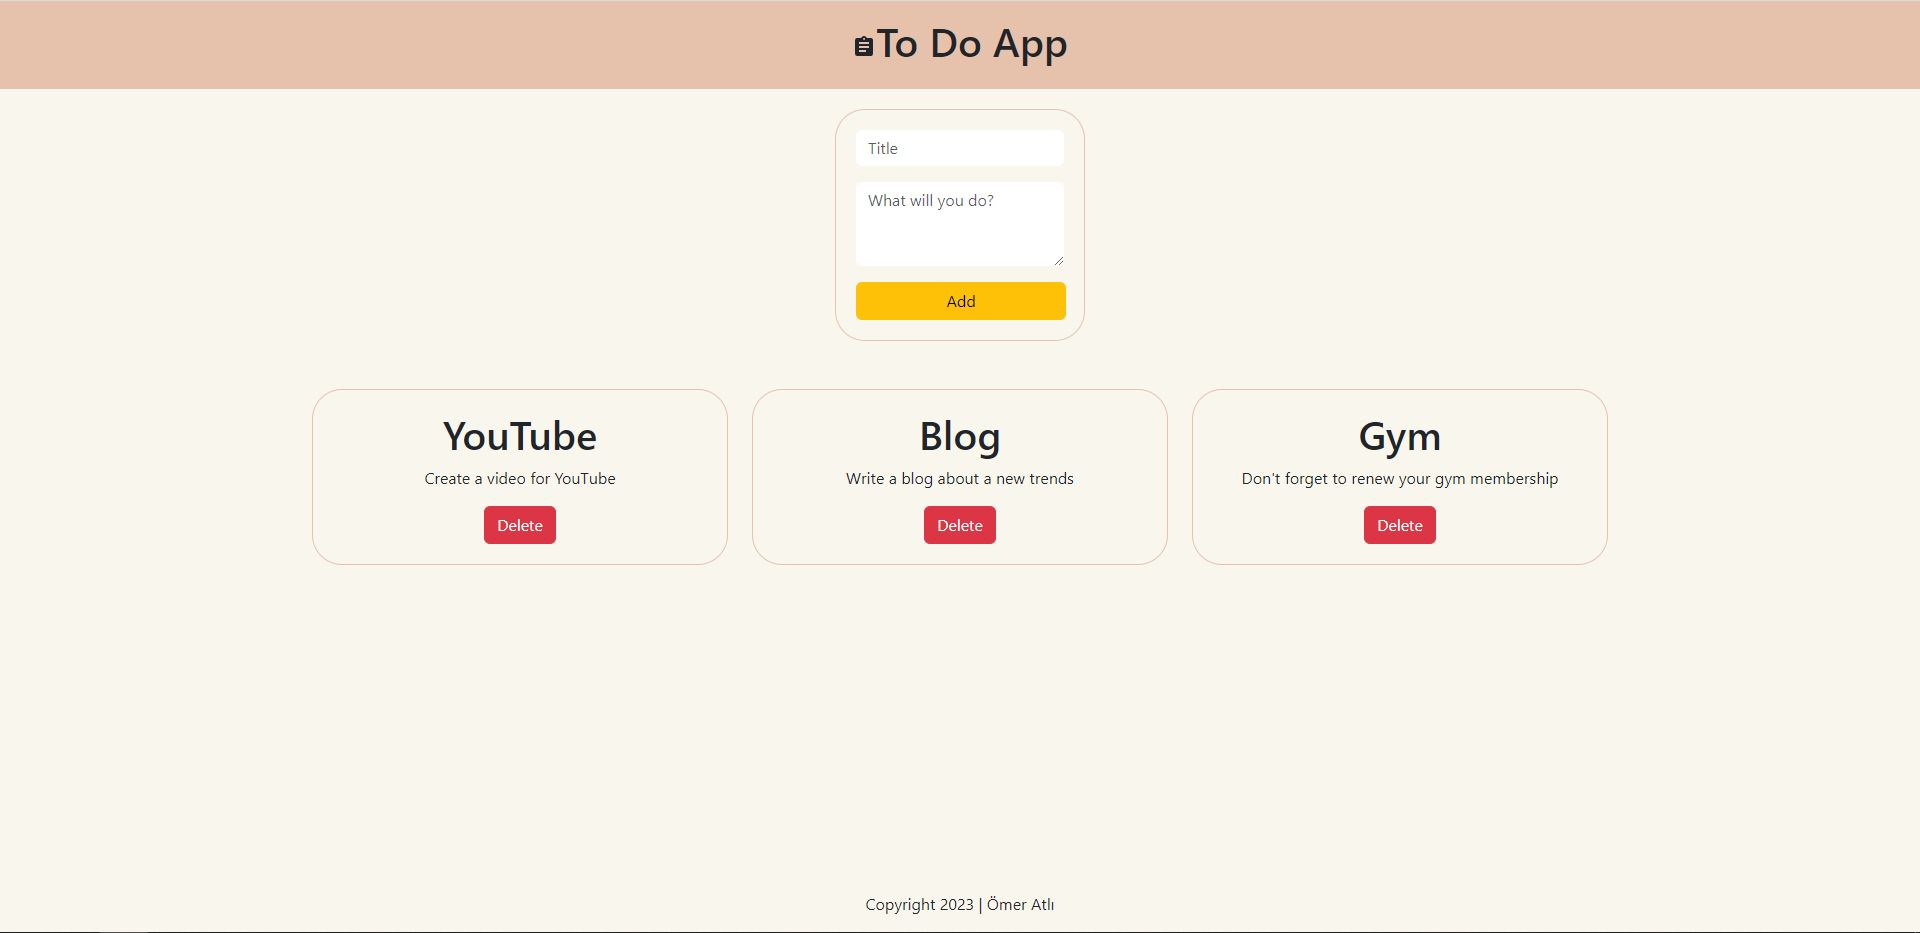 To Do App
Title
What will you do?
Add
YouTube
Create a video for YouTube
Delete
Blog
Write a blog about a new trends
Delete
Gym
Don't forget to renew your gym membership
Delete
Copyright 2023 | Ömer Atlı